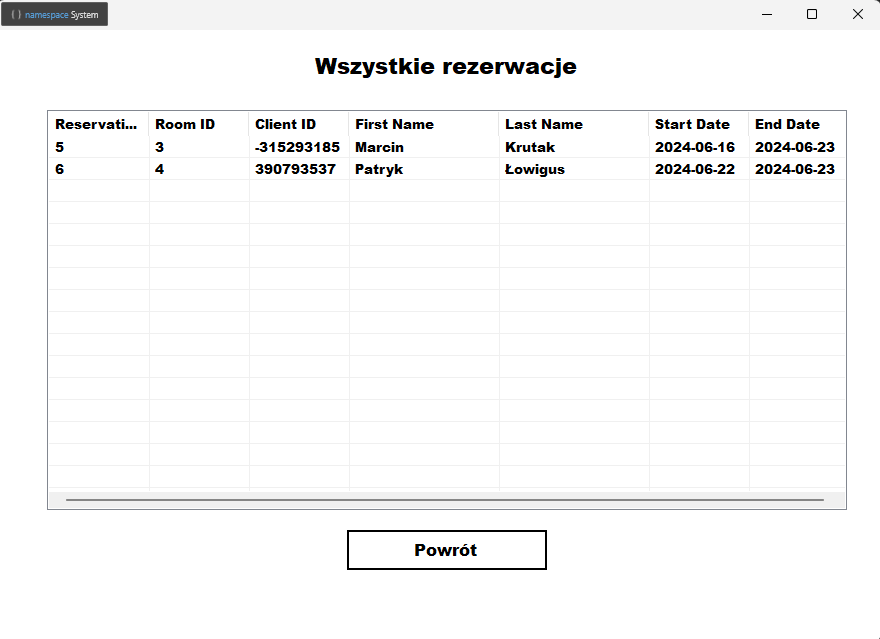 ( ) namespace System
Wszystkie rezerwacje
Reservati... Room ID Client ID First Name Last Name Start Date End Date
5 3 -315293185 Marcin Krutak 2024-06-16 2024-06-23
6 4 390793537 Patryk Łowigus 2024-06-22 2024-06-23
Powrót